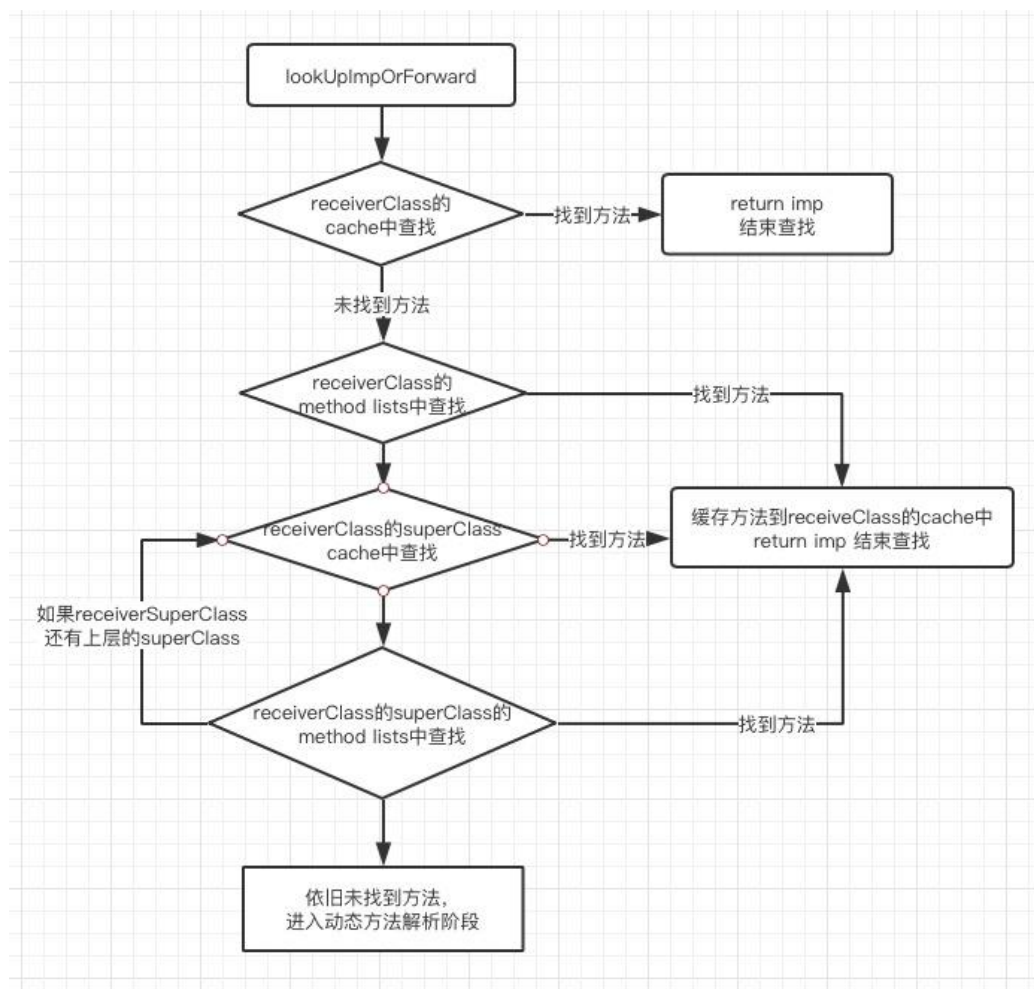 lookUpImpOrForward
receiverClass的
cache中查找
找到方法
return imp
结束查找
未找到方法
receiverClass的
method lists中查找
找到方法
receiverClass的superClass
cache中查找
找到方法
缓存方法到receiveClass的cache中
return imp 结束查找
如果receiverSuperClass
还有上层的superClass
receiverClass的superClass的
method lists中查找
找到方法
依旧未找到方法,
进入动态方法解析阶段